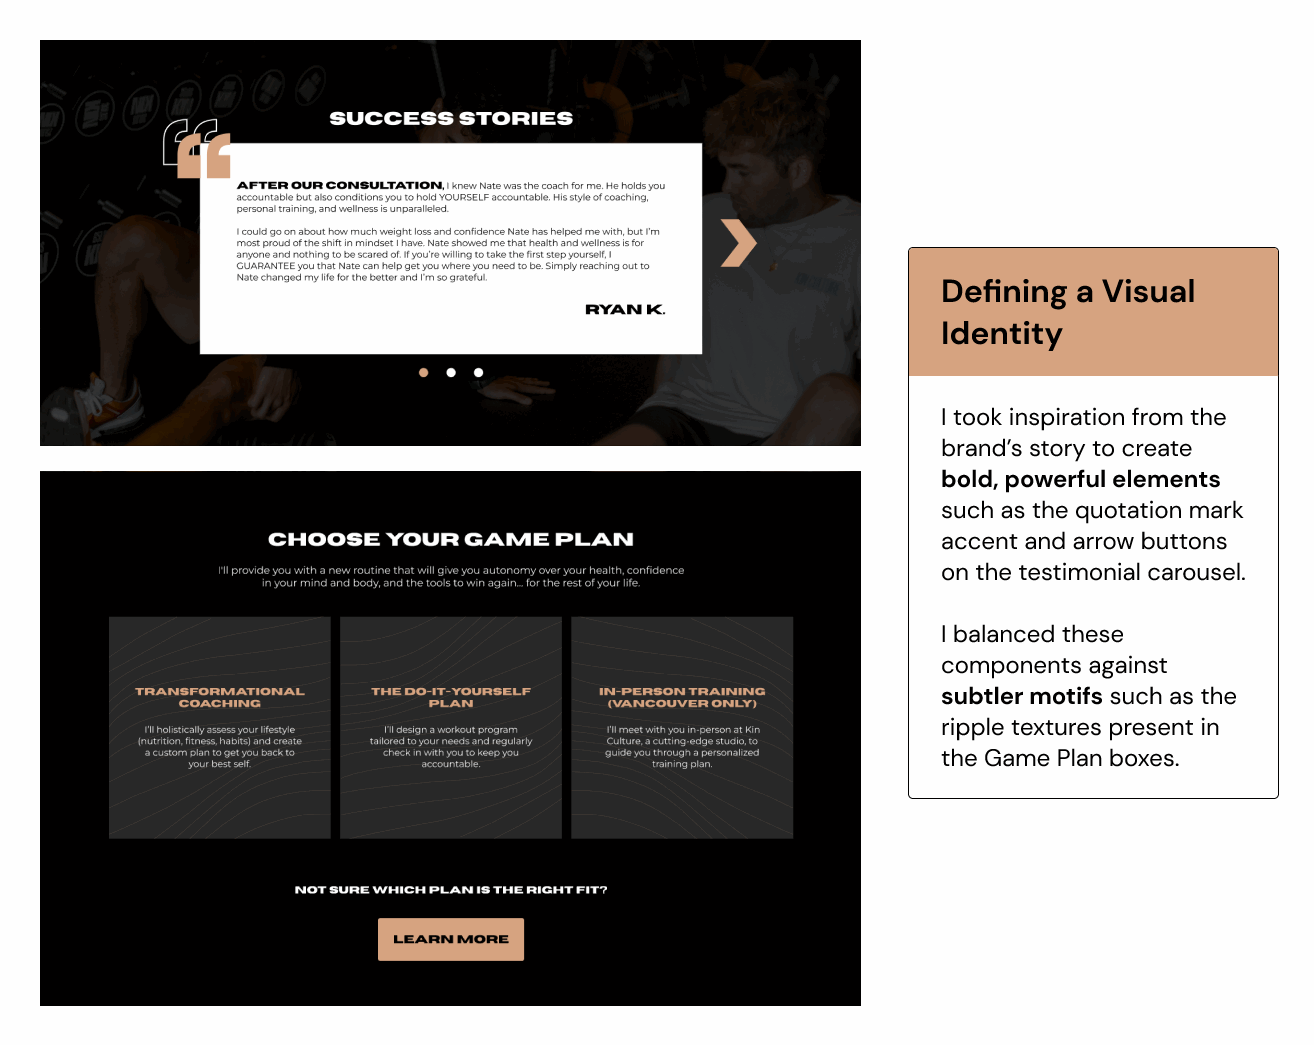 SUCCESS STORIES
AFTER OUR CONSULTATION, I knew Nate was the coach for me. He holds you
accountable but also conditions you to hold YOURSELF accountable. His style of coaching,
personal training, and wellness is unparalleled.
I could go on about how much weight loss and confidence Nate has helped me with, but I'm
most proud of the shift in mindset I have. Nate showed me that health and wellness is for
anyone and nothing to be scared of. If you're willing to take the first step yourself, I
GUARANTEE you that Nate can help get you where you need to be. Simply reaching out to
Nate changed my life for the better and I'm so grateful.
RYAN K.
CHOOSE YOUR GAME PLAN
I'll provide you with a new routine that will give you autonomy over your health, confidence
in your mind and body, and the tools to win again... for the rest of your life.
TRANSFORMATIONAL
COACHING
I'll holistically assess your lifestyle
(nutrition, fitness, habits) and create
a custom plan to get you back to
your best self.
THE DO-IT-YOURSELF
PLAN
I'll design a workout program
tailored to your needs and regularly
check in with you to keep you
accountable.
IN-PERSON TRAINING
(VANCOUVER ONLY)
I'll meet with you in-person at Kin
Culture, a cutting-edge studio, to
guide you through a personalized
training plan.
NOT SURE WHICH PLAN IS THE RIGHT FIT?
LEARN MORE
Defining a Visual
Identity
I took inspiration from the
brand's story to create
bold, powerful elements
such as the quotation mark
accent and arrow buttons
on the testimonial carousel.
I balanced these
components against
subtler motifs such as the
ripple textures present in
the Game Plan boxes.